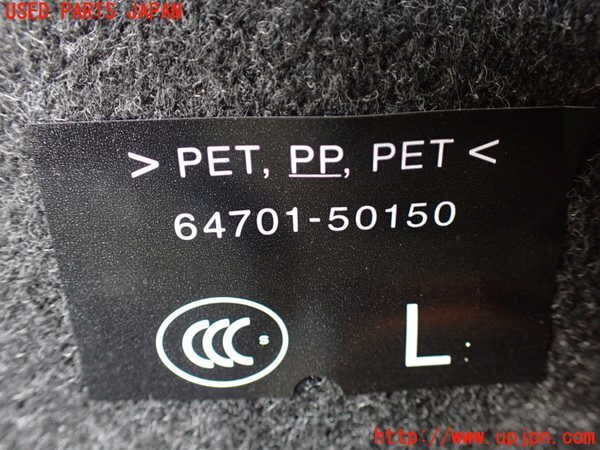 USED PARTS JAPAN
> PET, PP, PET <
64701-50150
CCC S
L
http://www.upjpn.com